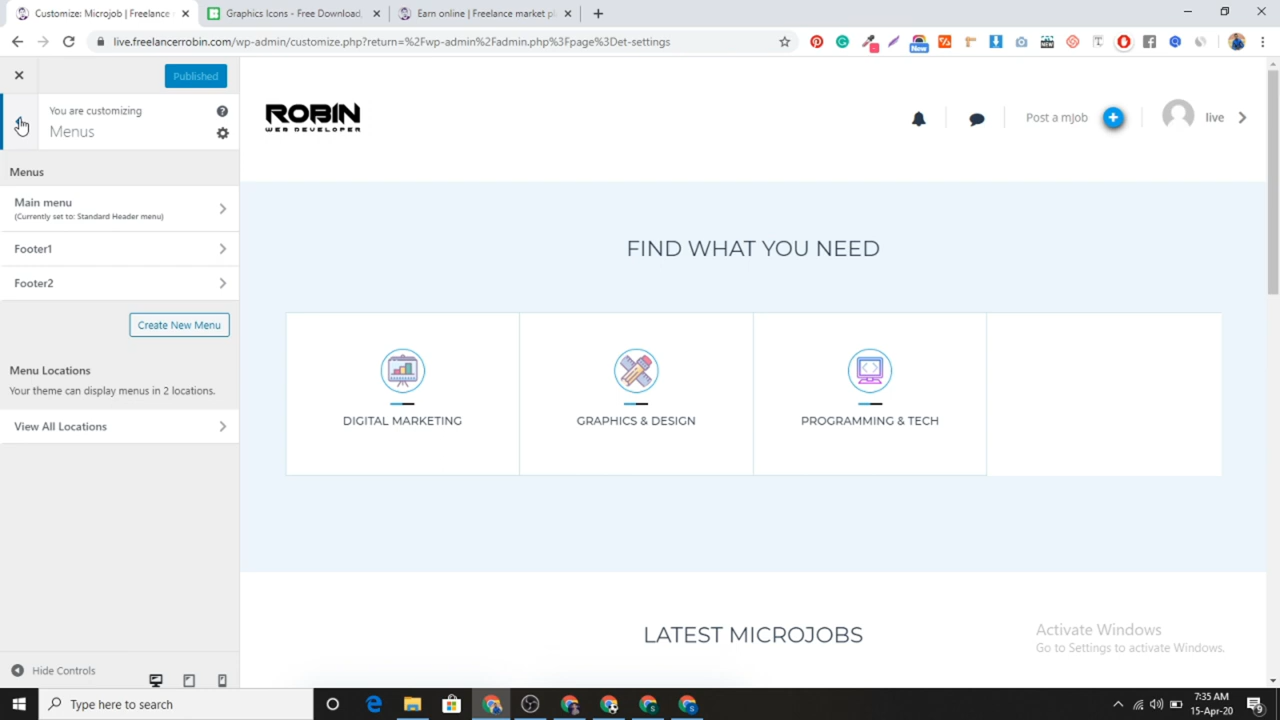 Customize: Microjob | Freelance
Graphics Icons - Free Download,
Earn online | Freelance market pl
live.freelancerrobin.com/wp-admin/customize.php?return=%2Fwp-admin%2Fadmin.php%3Fpage%3Det-settings
New
NEW
Published
You are customizing
Menus
Menus
Main menu
(Currently set to: Standard Header menu)
Footer1
Footer2
Create New Menu
Menu Locations
Your theme can display menus in 2 locations.
View All Locations
Hide Controls
ROBIN
WEB DEVELOPER
Post a mJob
live
FIND WHAT YOU NEED
DIGITAL MARKETING
GRAPHICS & DESIGN
PROGRAMMING & TECH
LATEST MICROJOBS
Activate Windows
Go to Settings to activate Windows.
Type here to search
7:35 AM
15-Apr-20